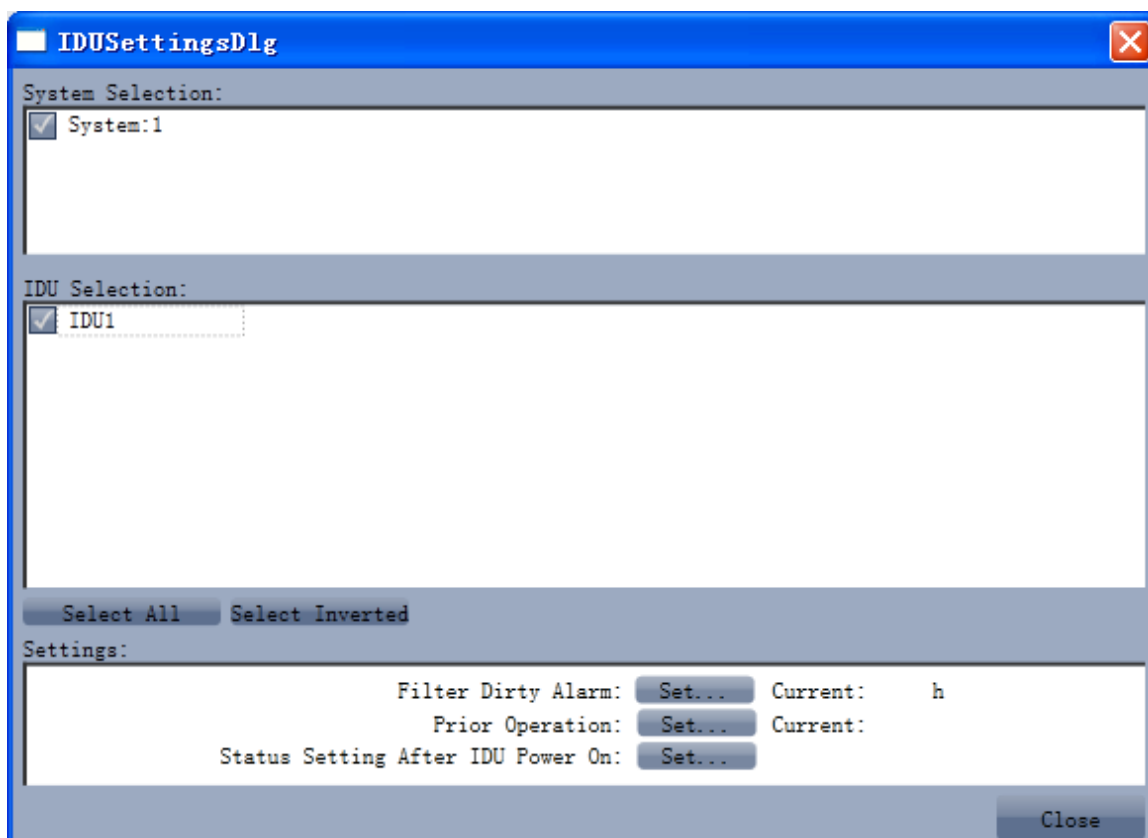 IDUSettingsDlg
System Selection:
System:1
IDU Selection:
IDU1
Select All Select Inverted
Settings:
Filter Dirty Alarm: Set... Current: h
Prior Operation: Set... Current:
Status Setting After IDU Power On: Set...
Close